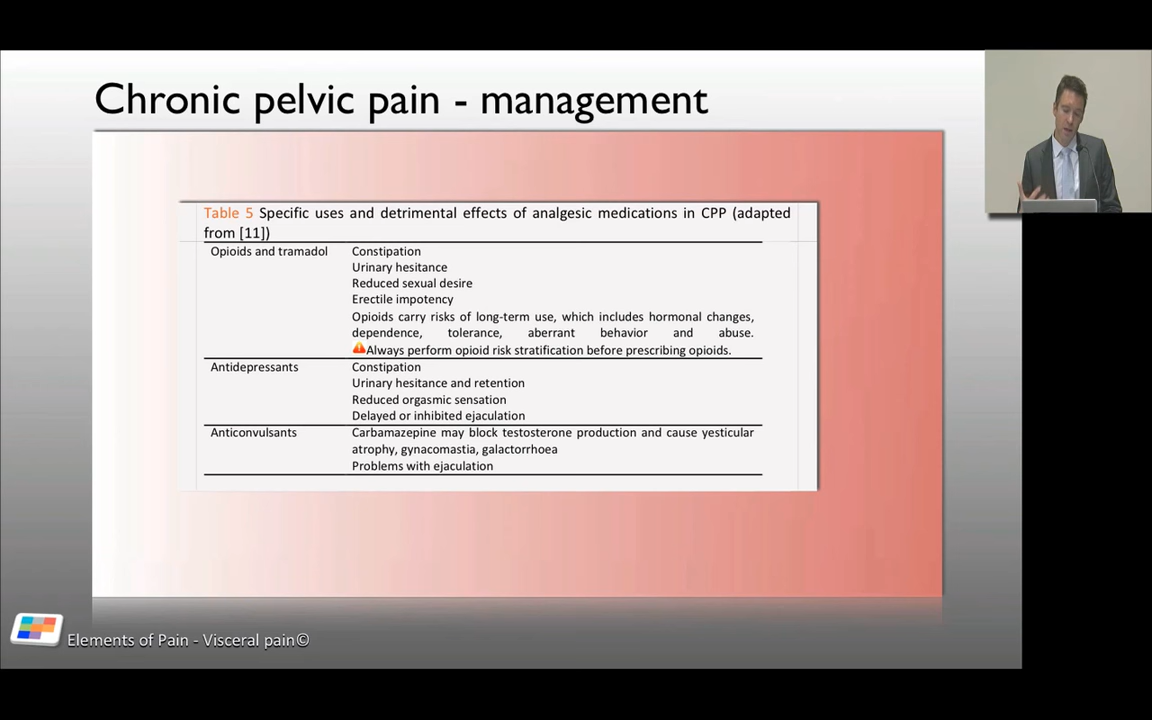 Chronic pelvic pain - management
Table 5 Specific uses and detrimental effects of analgesic medications in CPP (adapted
from [11])
Opioids and tramadol
Constipation
Urinary hesitance
Reduced sexual desire
Erectile impotency
Opioids carry risks of long-term use, which includes hormonal changes,
dependence, tolerance, aberrant behavior and abuse.
Always perform opioid risk stratification before prescribing opioids.
Antidepressants
Constipation
Urinary hesitance and retention
Reduced orgasmic sensation
Delayed or inhibited ejaculation
Anticonvulsants
Carbamazepine may block testosterone production and cause yesticular
atrophy, gynacomastia, galactorrhoea
Problems with ejaculation
Elements of Pain - Visceral pain©